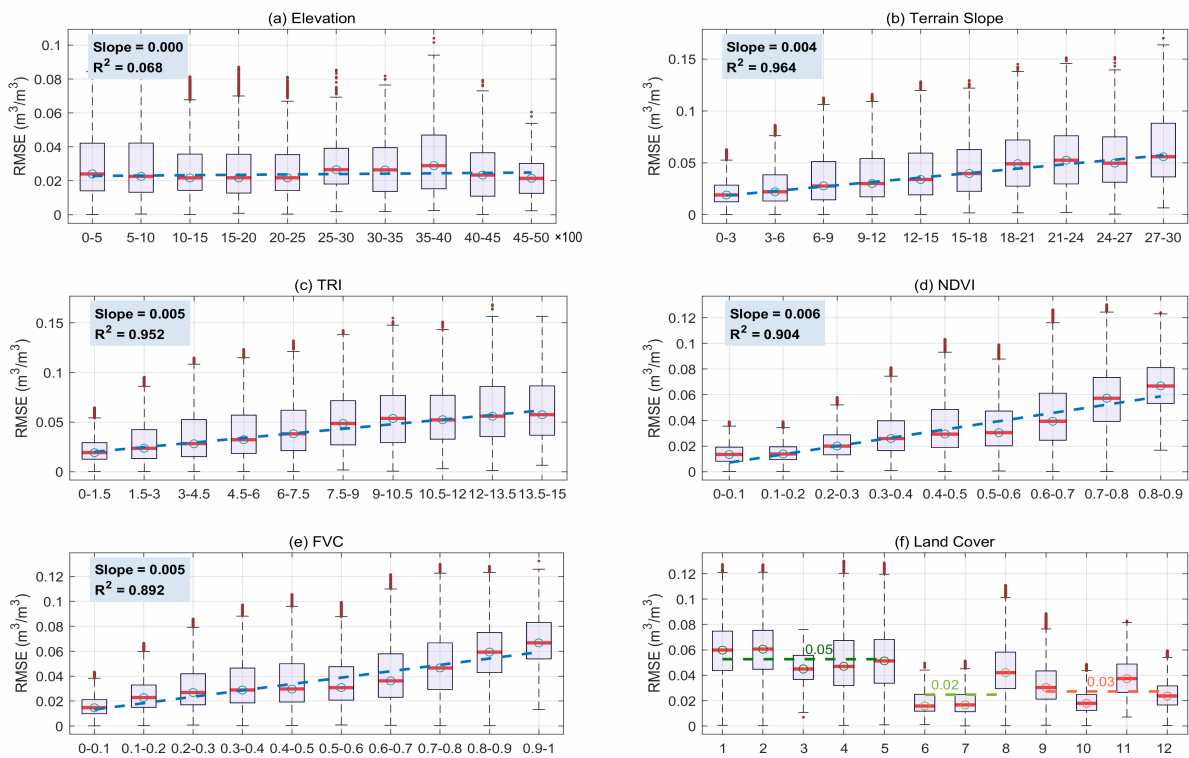 (a) Elevation
Slope = 0.000
R² = 0.068
RMSE (m³/m³)
0.1
0.08
0.06
0.04
0.02
0
0-5 5-10 10-15 15-20 20-25 25-30 30-35 35-40 40-45 45-50 ×100
(b) Terrain Slope
Slope = 0.004
R² = 0.964
RMSE (m³/m³)
0.15
0.1
0.05
0
0-3 3-6 6-9 9-12 12-15 15-18 18-21 21-24 24-27 27-30
(c) TRI
Slope = 0.005
R² = 0.952
RMSE (m³/m³)
0.15
0.1
0.05
0
0-1.5 1.5-3 3-4.5 4.5-6 6-7.5 7.5-9 9-10.5 10.5-12 12-13.5 13.5-15
(d) NDVI
Slope = 0.006
R² = 0.904
RMSE (m³/m³)
0.12
0.1
0.08
0.06
0.04
0.02
0
0-0.1 0.1-0.2 0.2-0.3 0.3-0.4 0.4-0.5 0.5-0.6 0.6-0.7 0.7-0.8 0.8-0.9
(e) FVC
Slope = 0.005
R² = 0.892
RMSE (m³/m³)
0.12
0.1
0.08
0.06
0.04
0.02
0
0-0.1 0.1-0.2 0.2-0.3 0.3-0.4 0.4-0.5 0.5-0.6 0.6-0.7 0.7-0.8 0.8-0.9 0.9-1
(f) Land Cover
RMSE (m³/m³)
0.12
0.1
0.08
0.06
0.04
0.02
0
0.05
0.02
0.03
1 2 3 4 5 6 7 8 9 10 11 12